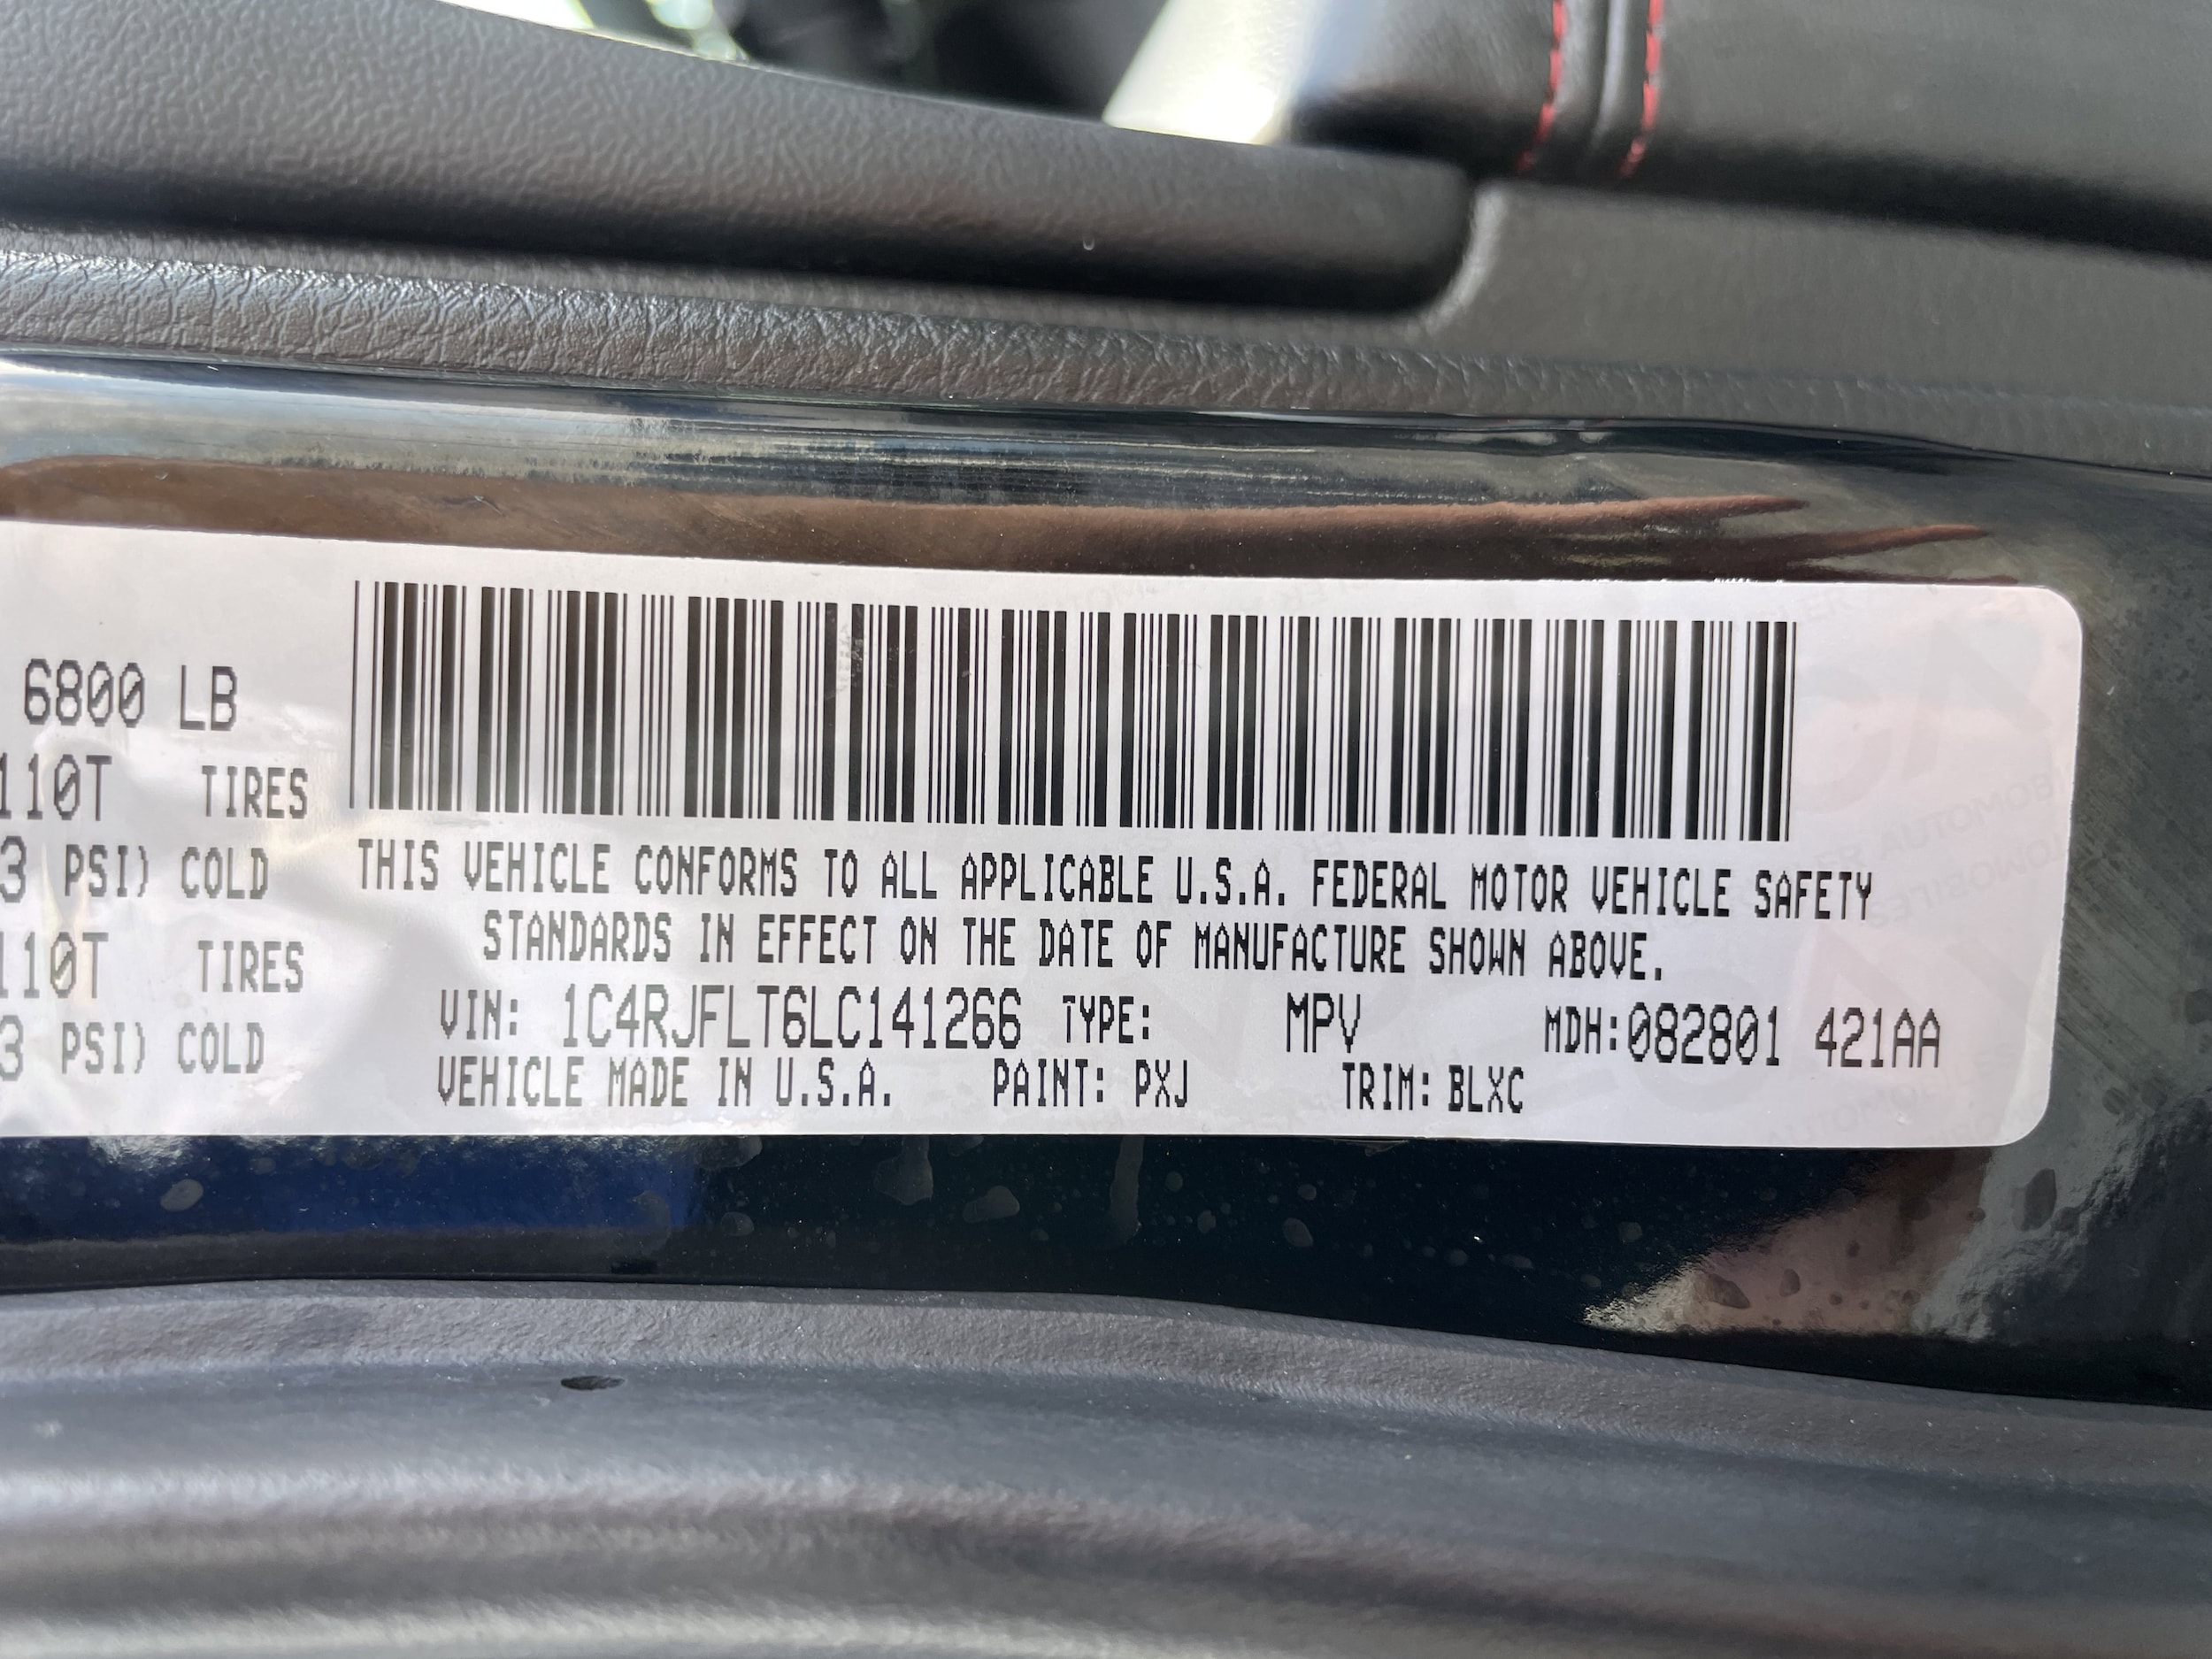 6800 LB
110T TIRES
3 PSI) COLD
110T TIRES
3 PSI) COLD
THIS VEHICLE CONFORMS TO ALL APPLICABLE U.S.A. FEDERAL MOTOR VEHICLE SAFETY
STANDARDS IN EFFECT ON THE DATE OF MANUFACTURE SHOWN ABOVE.
VIN: 1C4RJFLT6LC141266 TYPE: MPV MDH:082801 421AA
VEHICLE MADE IN U.S.A. PAINT: PXJ TRIM: BLXC